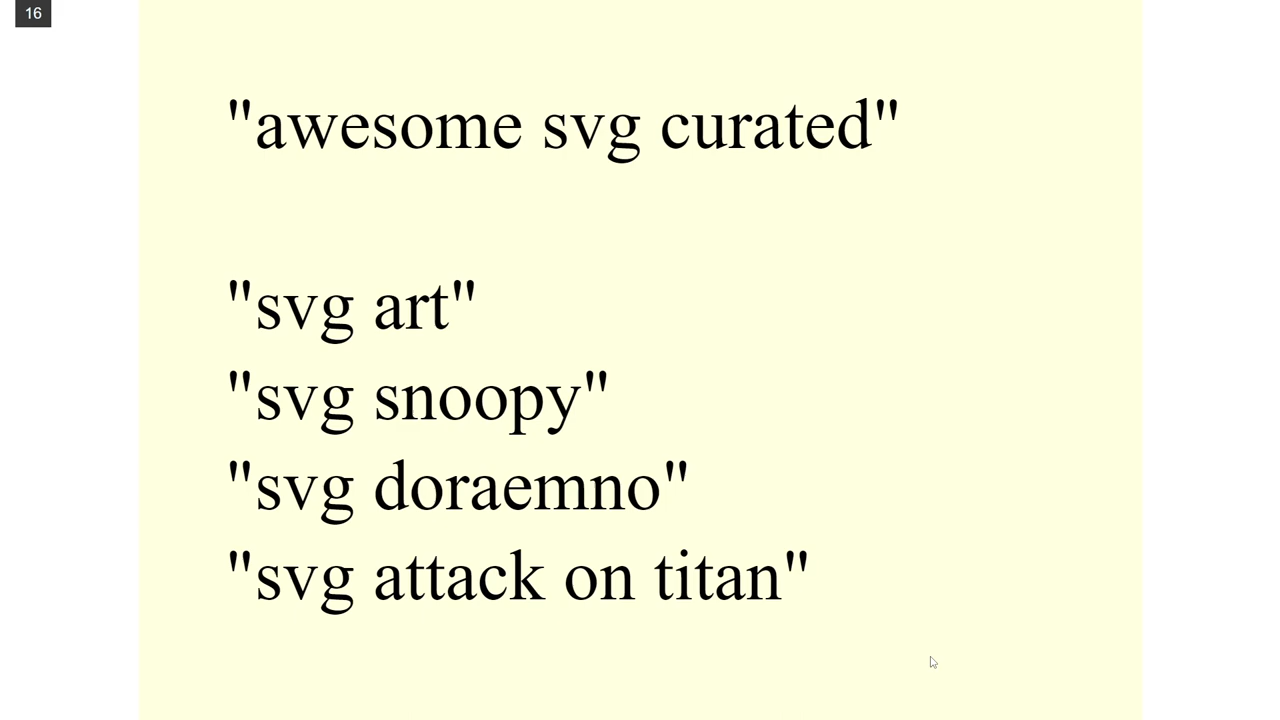 16
"awesome svg curated"
"svg art"
"svg snoopy"
"svg doraemno"
"svg attack on titan"